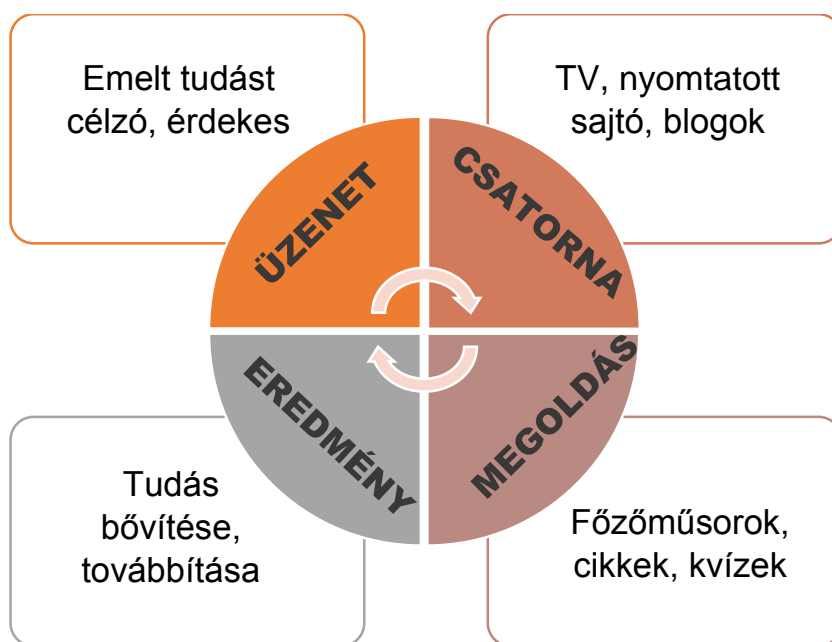 Emelt tudást
célzó, érdekes
TV, nyomtatott
sajtó, blogok
ÜZENET
CSATORNA
EREDMÉNY
MEGOLDÁS
Tudás
bővítése,
továbbítása
Főzőműsorok,
cikkek, kvízek